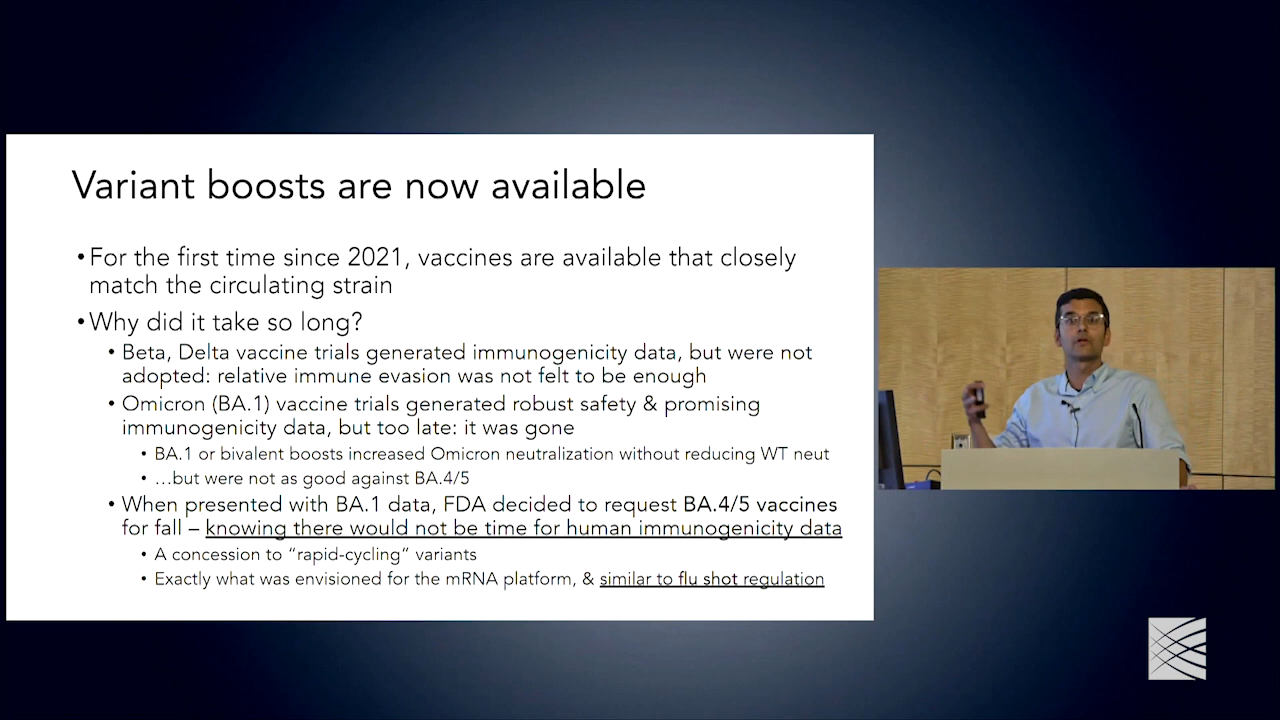 Variant boosts are now available
•For the first time since 2021, vaccines are available that closely
match the circulating strain
•Why did it take so long?
• Beta, Delta vaccine trials generated immunogenicity data, but were not
adopted: relative immune evasion was not felt to be enough
• Omicron (BA.1) vaccine trials generated robust safety & promising
immunogenicity data, but too late: it was gone
• BA.1 or bivalent boosts increased Omicron neutralization without reducing WT neut
• …but were not as good against BA.4/5
• When presented with BA.1 data, FDA decided to request BA.4/5 vaccines
for fall – knowing there would not be time for human immunogenicity data
• A concession to “rapid-cycling” variants
• Exactly what was envisioned for the mRNA platform, & similar to flu shot regulation